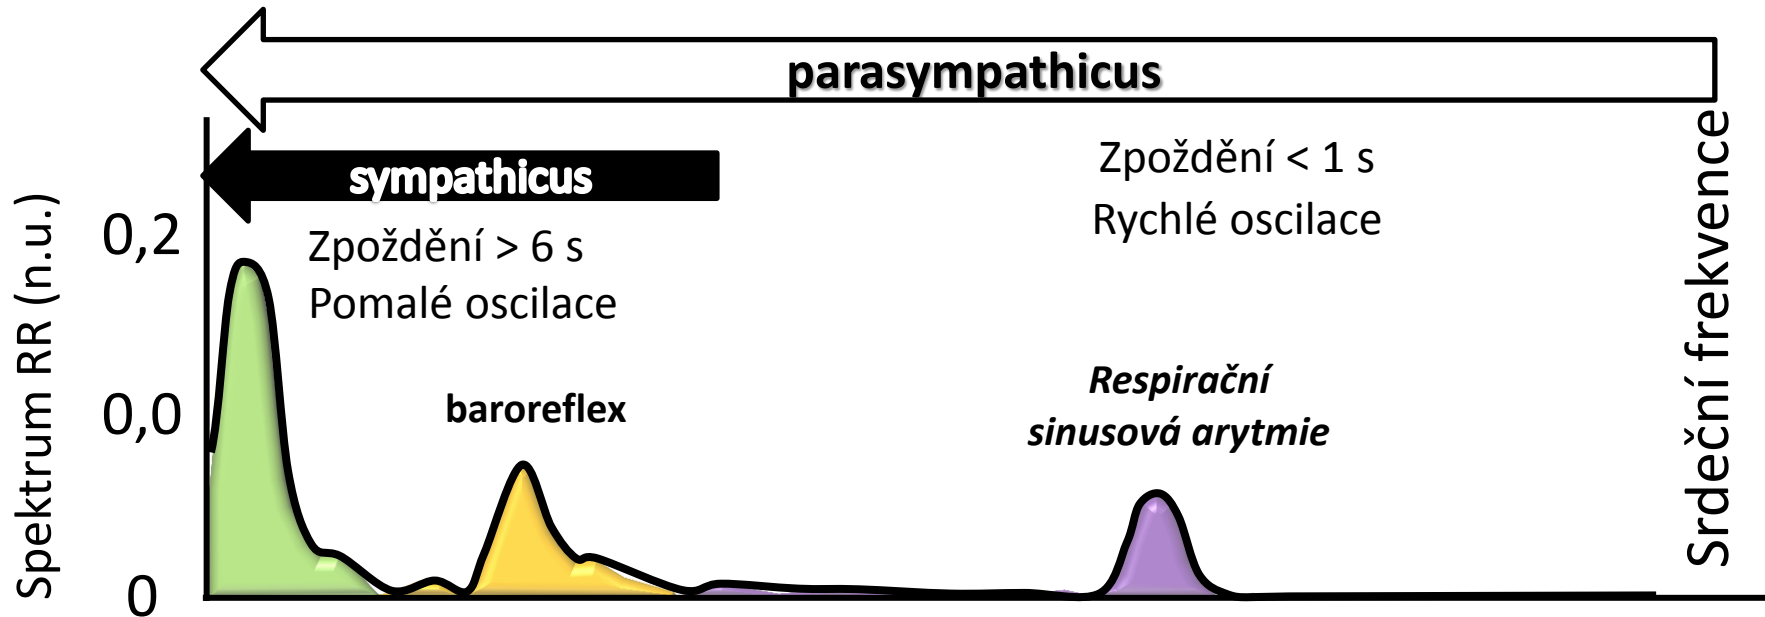 parasympathicus
sympathicus
Zpoždění < 1 s
Rychlé oscilace
Zpoždění > 6 s
Pomalé oscilace
Spektrum RR (n.u.)
0,2
0,0
0
baroreflex
Respirační
sinusová arytmie
Srdeční frekvence